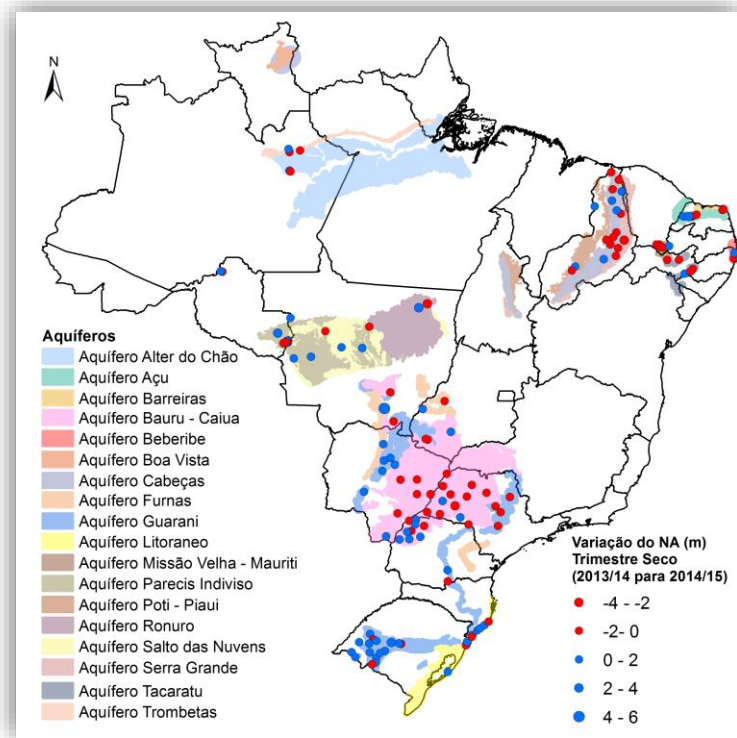 N
Aquíferos
Aquífero Alter do Chão
Aquífero Açu
Aquífero Barreiras
Aquífero Bauru - Caiua
Aquífero Beberibe
Aquífero Boa Vista
Aquífero Cabeças
Aquífero Furnas
Aquífero Guarani
Aquífero Litoraneo
Aquífero Missão Velha - Mauriti
Aquífero Parecis Indiviso
Aquífero Poti - Piaui
Aquífero Ronuro
Aquífero Salto das Nuvens
Aquífero Serra Grande
Aquífero Tacaratu
Aquífero Trombetas
Variação do NA (m)
Trimestre Seco
(2013/14 para 2014/15)
-4 - -2
-2- 0
0 - 2
2 - 4
4 - 6